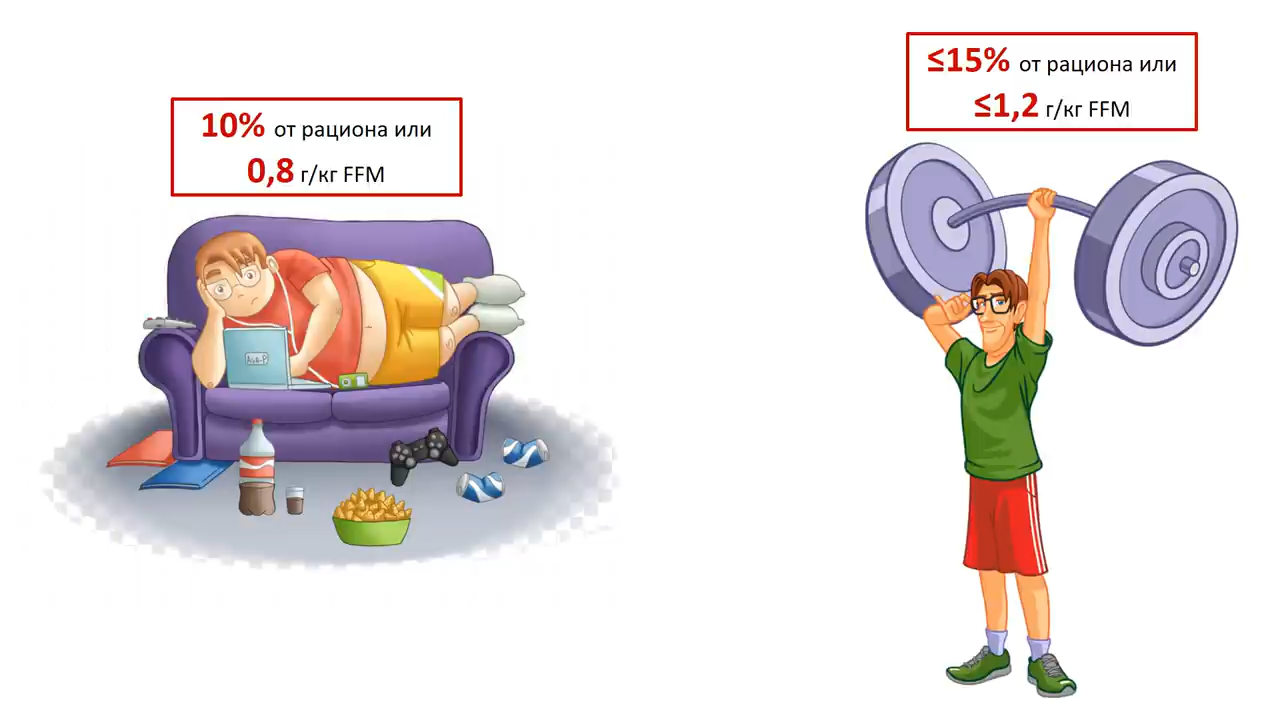 10% от рациона или
0,8 г/кг FFM
≤15% от рациона или
≤1,2 г/кг FFM